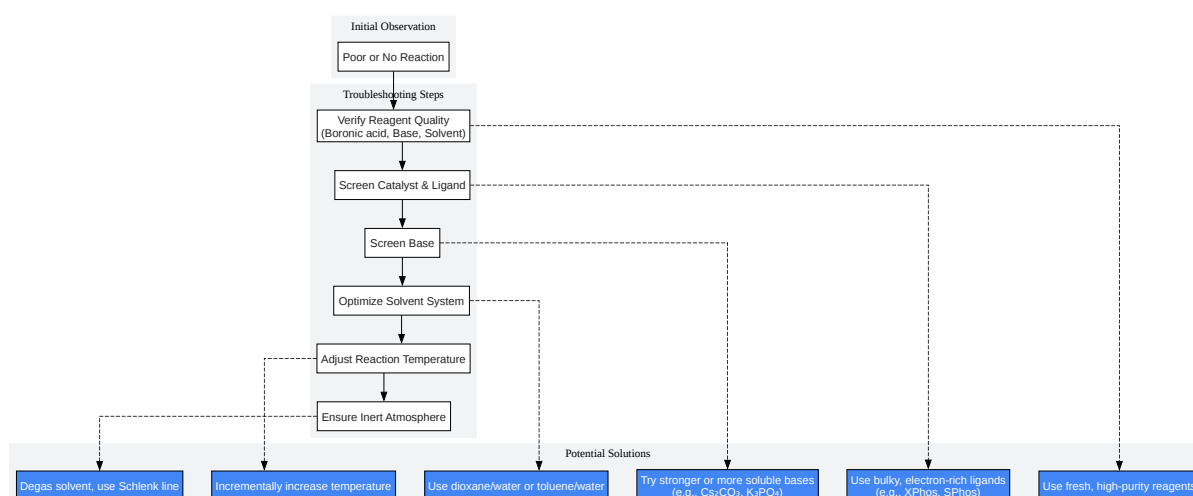 Initial Observation
Poor or No Reaction
Troubleshooting Steps
Verify Reagent Quality
(Boronic acid, Base, Solvent)
Screen Catalyst & Ligand
Screen Base
Optimize Solvent System
Adjust Reaction Temperature
Ensure Inert Atmosphere
Potential Solutions
Degas solvent, use Schlenk line
Incrementally increase temperature
Use dioxane/water or toluene/water
Try stronger or more soluble bases
(e.g., Cs₂CO₃, K₃PO₄)
Use bulky, electron-rich ligands
(e.g., XPhos, SPhos)
Use fresh, high-purity reagents